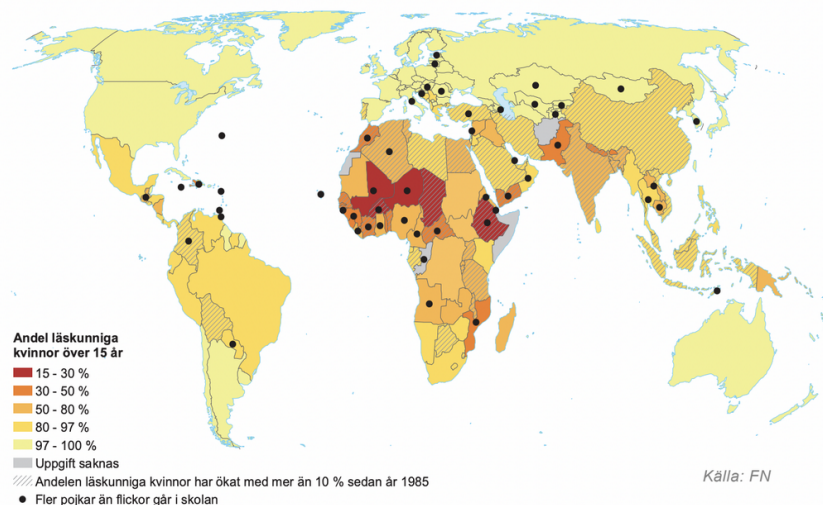 Andel läskunniga
kvinnor över 15 år
15 - 30 %
30 - 50 %
50 - 80 %
80 - 97 %
97 - 100 %
Uppgift saknas
Andelen läskunniga kvinnor har ökat med mer än 10 % sedan år 1985
Fler pojkar än flickor går i skolan
Källa: FN